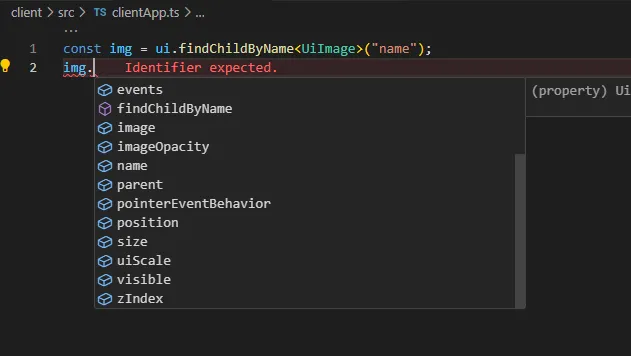 client > src > TS clientApp.ts > ...
...
1 const img = ui.findChildByName<UiImage>("name");
2 img. Identifier expected.
events
findChildByName
image
imageOpacity
name
parent
pointerEventBehavior
position
size
uiScale
visible
zIndex
(property) Ui